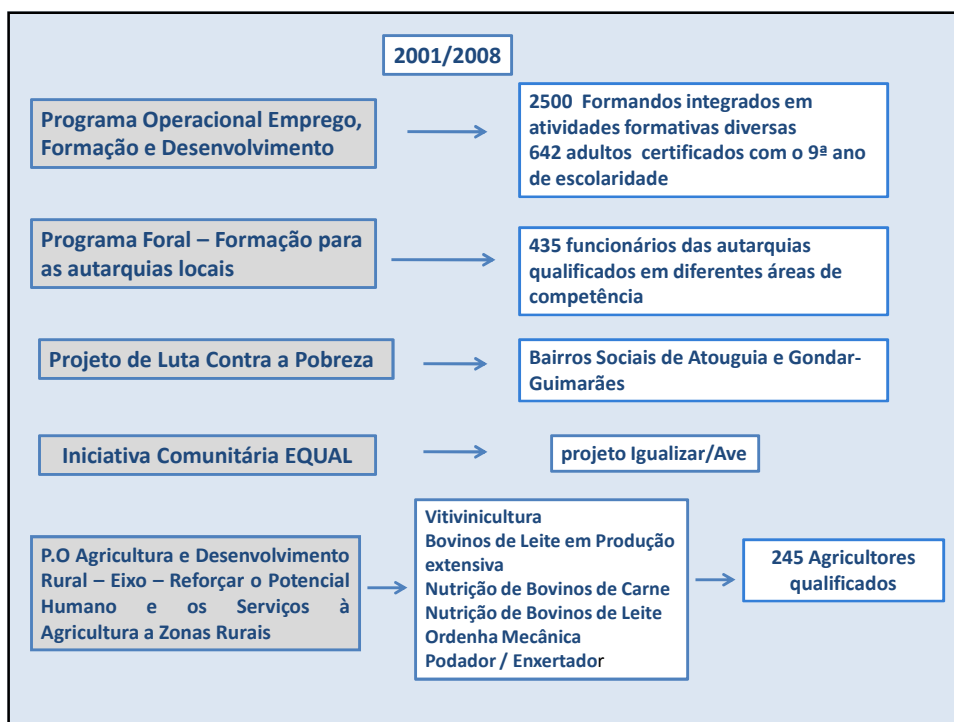 2001/2008
Programa Operacional Emprego,
Formação e Desenvolvimento
2500 Formandos integrados em
atividades formativas diversas
642 adultos certificados com o 9ª ano
de escolaridade
Programa Foral – Formação para
as autarquias locais
435 funcionários das autarquias
qualificados em diferentes áreas de
competência
Projeto de Luta Contra a Pobreza
Bairros Sociais de Atouguia e Gondar-
Guimarães
Iniciativa Comunitária EQUAL
projeto Igualizar/Ave
P.O Agricultura e Desenvolvimento
Rural – Eixo – Reforçar o Potencial
Humano e os Serviços à
Agricultura a Zonas Rurais
Vitivinicultura
Bovinos de Leite em Produção
extensiva
Nutrição de Bovinos de Carne
Nutrição de Bovinos de Leite
Ordenha Mecânica
Podador / Enxertador
245 Agricultores
qualificados